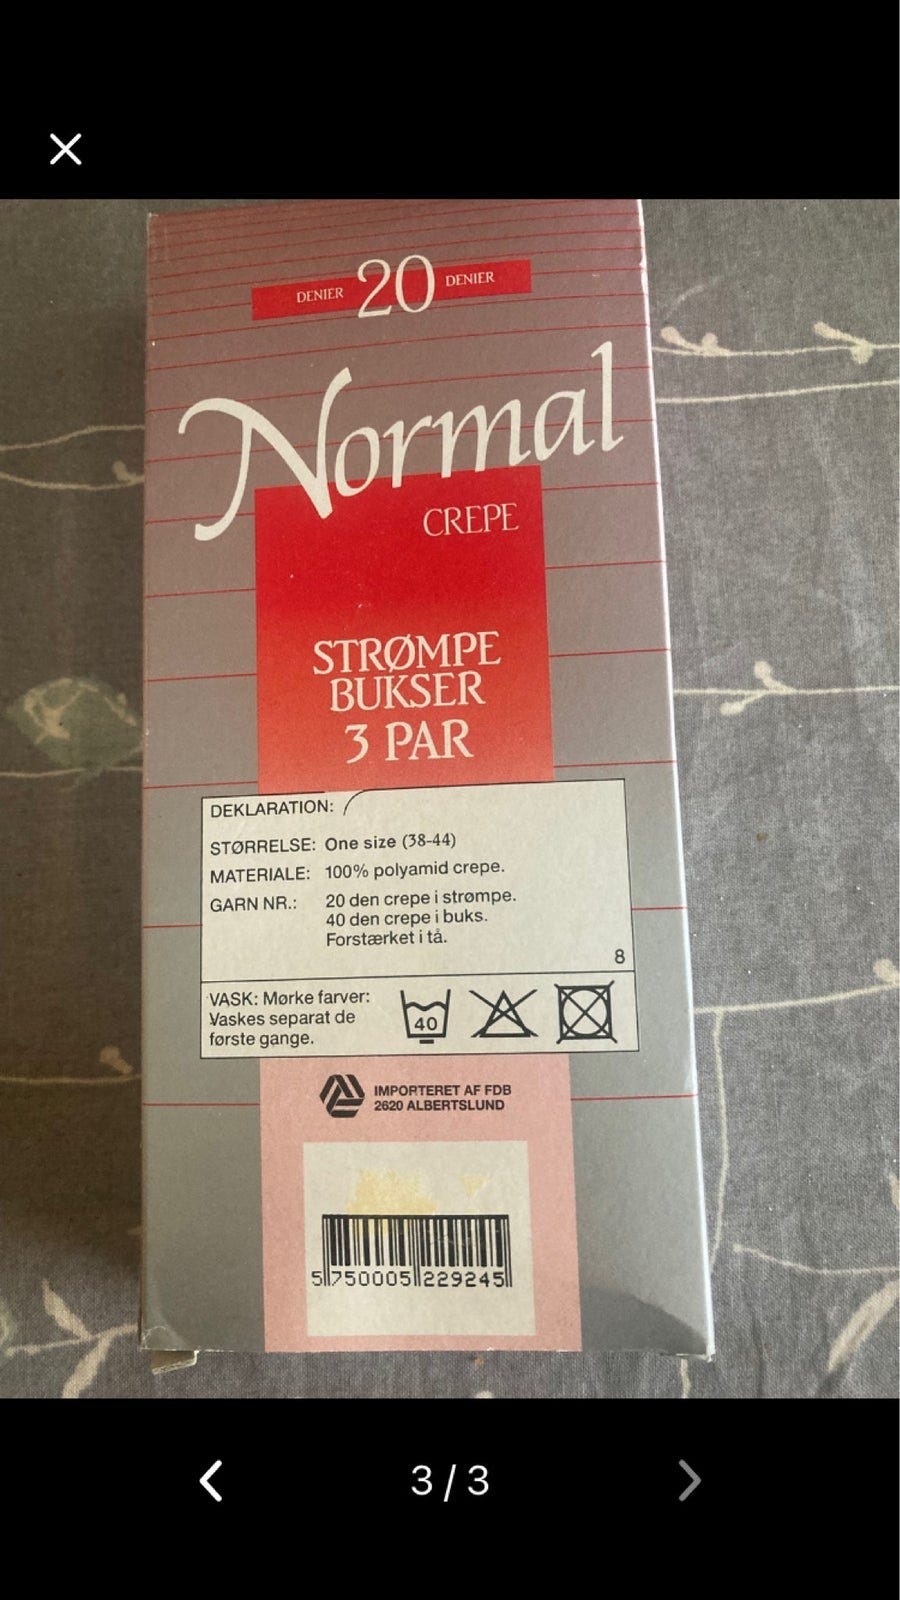 DENIER 20 DENIER
Normal
CREPE
STRØMPE
BUKSER
3 PAR
DEKLARATION:
STØRRELSE: One size (38-44)
MATERIALE: 100% polyamid crepe.
GARN NR.: 20 den crepe i strømpe.
40 den crepe i buks.
Forstærket i tå.
8
VASK: Mørke farver:
Vaskes separat de
første gange.
40
IMPORTERET AF FDB
2620 ALBERTSLUND
5 750005 229245
3 / 3